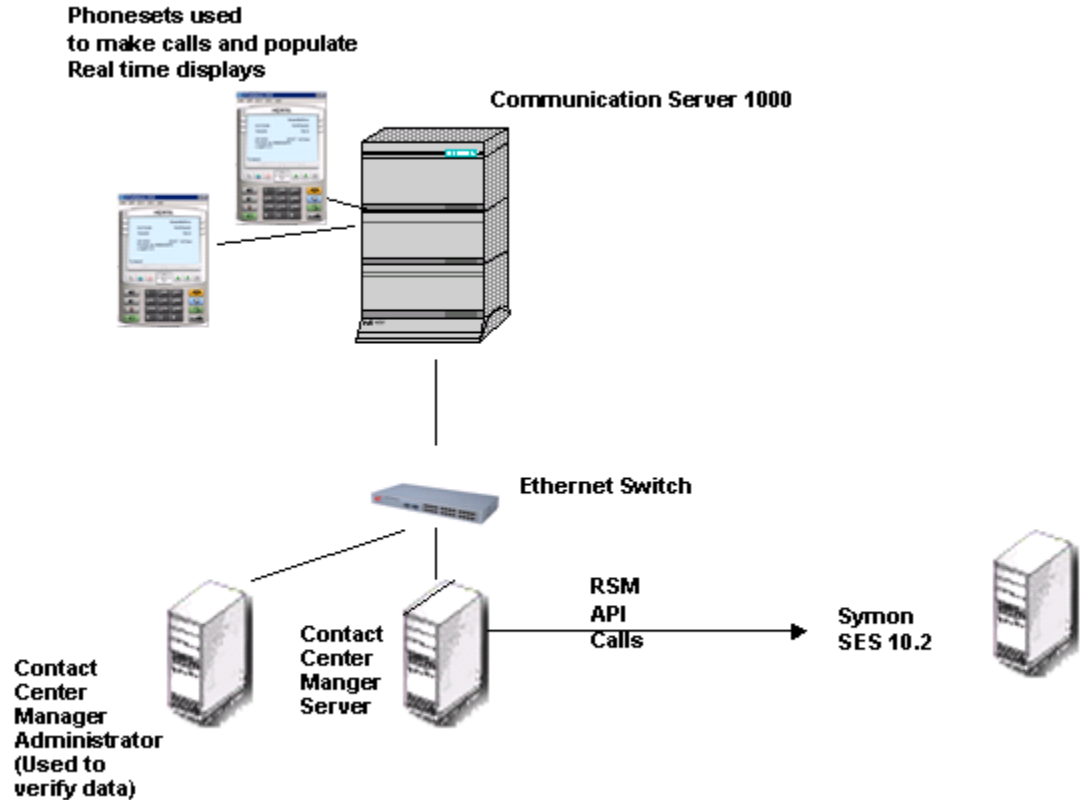 Phonesets used
to make calls and populate
Real time displays
Communication Server 1000
Ethernet Switch
RSM
API
Calls
Symon
SES 10.2
Contact
Center
Manger
Server
Contact
Center
Manager
Administrator
(Used to
verify data)